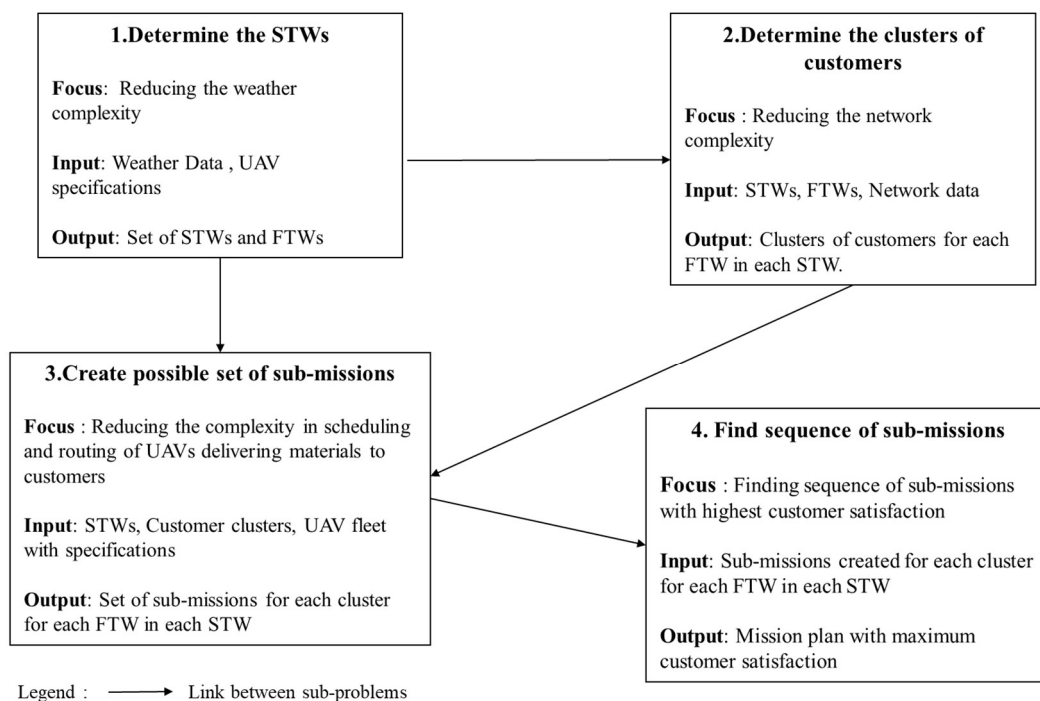 1.Determine the STWs
Focus:  Reducing the weather
complexity
Input: Weather Data , UAV
specifications
Output: Set of STWs and FTWs
2.Determine the clusters of
customers
Focus : Reducing the network
complexity
Input: STWs, FTWs, Network data
Output: Clusters of customers for each
FTW in each STW.
3.Create possible set of sub-missions
Focus : Reducing the complexity in scheduling
and routing of UAVs delivering materials to
customers
Input: STWs, Customer clusters, UAV fleet
with specifications
Output: Set of sub-missions for each cluster
for each FTW in each STW
4. Find sequence of sub-missions
Focus : Finding sequence of sub-missions
with highest customer satisfaction
Input: Sub-missions created for each cluster
for each FTW in each STW
Output: Mission plan with maximum
customer satisfaction
Legend : Link between sub-problems